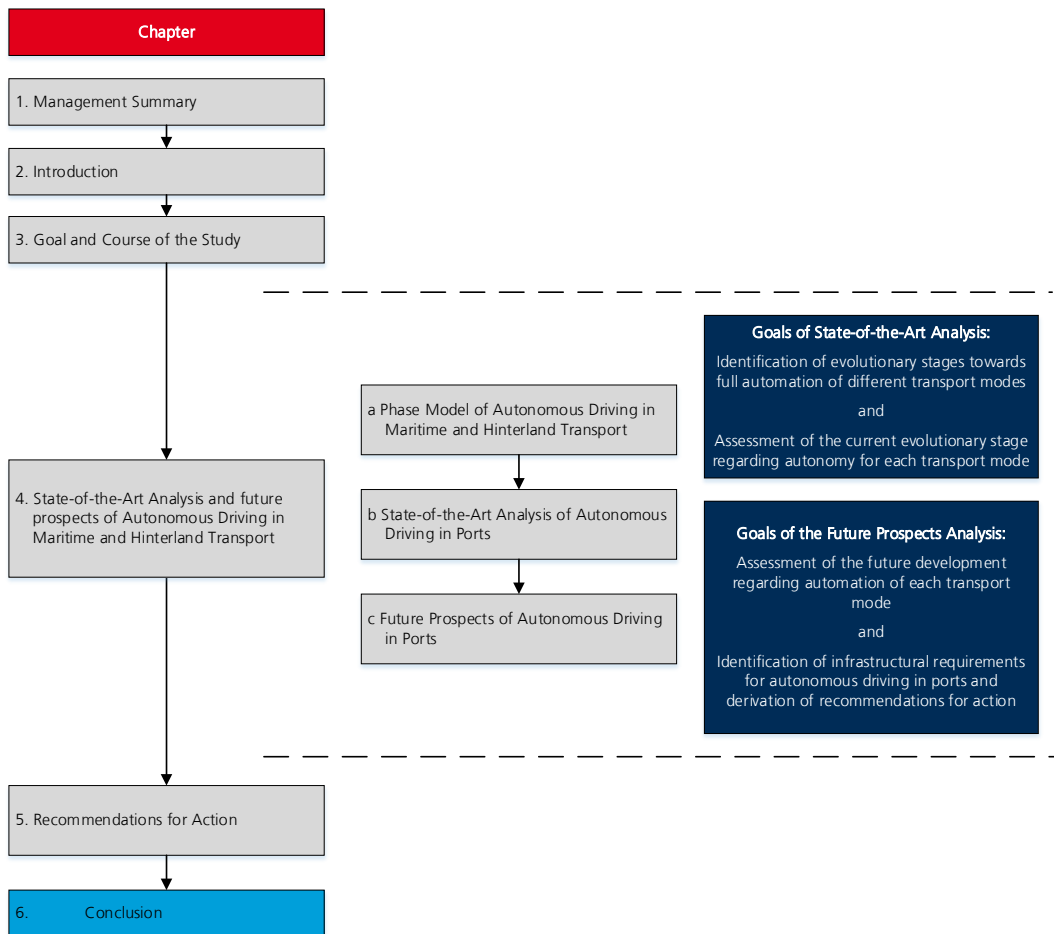 Chapter
1. Management Summary
2. Introduction
3. Goal and Course of the Study
4. State-of-the-Art Analysis and future
prospects of Autonomous Driving in
Maritime and Hinterland Transport
a Phase Model of Autonomous Driving in
Maritime and Hinterland Transport
b State-of-the-Art Analysis of Autonomous
Driving in Ports
c Future Prospects of Autonomous Driving
in Ports
Goals of State-of-the-Art Analysis:
Identification of evolutionary stages towards
full automation of different transport modes
and
Assessment of the current evolutionary stage
regarding autonomy for each transport mode
Goals of the Future Prospects Analysis:
Assessment of the future development
regarding automation of each transport
mode
and
Identification of infrastructural requirements
for autonomous driving in ports and
derivation of recommendations for action
5. Recommendations for Action
6. Conclusion